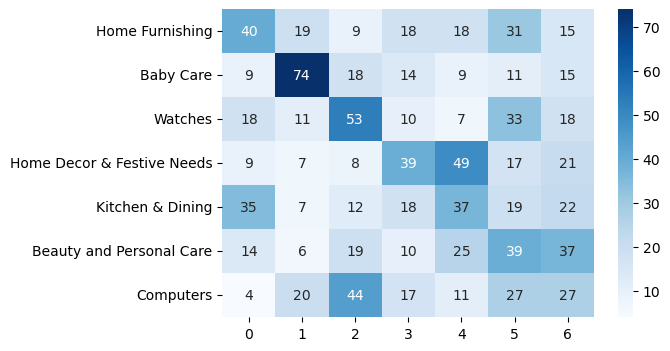 Home Furnishing 40 19 9 18 18 31 15
Baby Care 9 74 18 14 9 11 15
Watches 18 11 53 10 7 33 18
Home Decor & Festive Needs 9 7 8 39 49 17 21
Kitchen & Dining 35 7 12 18 37 19 22
Beauty and Personal Care 14 6 19 10 25 39 37
Computers 4 20 44 17 11 27 27
0 1 2 3 4 5 6
70
60
50
40
30
20
10